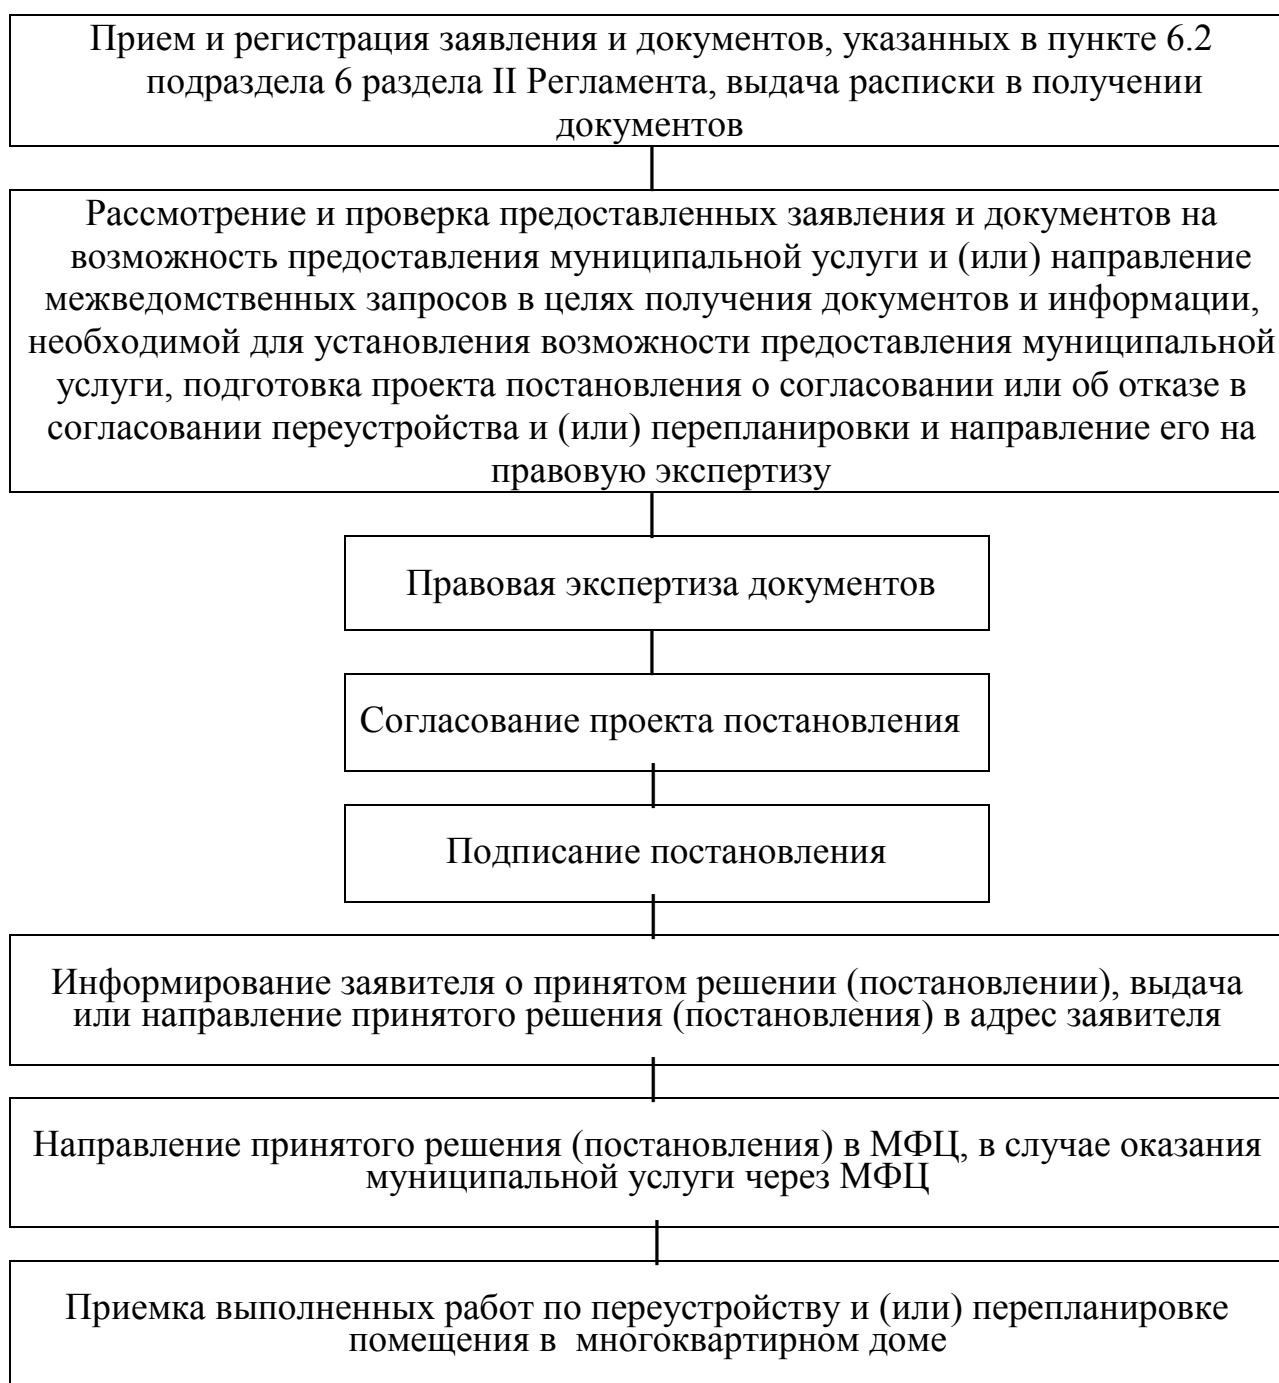 Прием и регистрация заявления и документов, указанных в пункте 6.2
подраздела 6 раздела II Регламента, выдача расписки в получении
документов
Рассмотрение и проверка предоставленных заявления и документов на
возможность предоставления муниципальной услуги и (или) направление
межведомственных запросов в целях получения документов и информации,
необходимой для установления возможности предоставления муниципальной
услуги, подготовка проекта постановления о согласовании или об отказе в
согласовании переустройства и (или) перепланировки и направление его на
правовую экспертизу
Правовая экспертиза документов
Согласование проекта постановления
Подписание постановления
Информирование заявителя о принятом решении (постановлении), выдача
или направление принятого решения (постановления) в адрес заявителя
Направление принятого решения (постановления) в МФЦ, в случае оказания
муниципальной услуги через МФЦ
Приемка выполненных работ по переустройству и (или) перепланировке
помещения в  многоквартирном доме